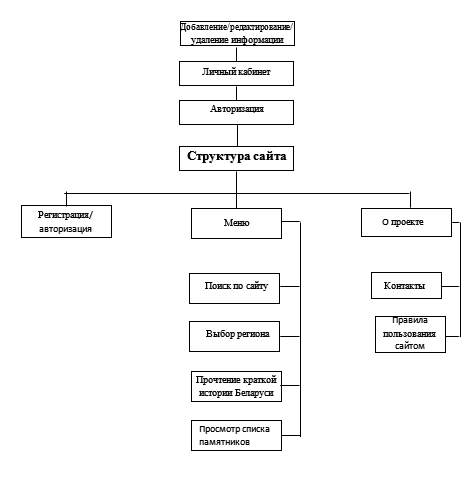 Добавление/редактирование/
удаление информации
Личный кабинет
Авторизация
Структура сайта
Регистрация/
авторизация
Меню
О проекте
Поиск по сайту
Контакты
Выбор региона
Правила
пользования
сайтом
Прочтение краткой
истории Беларуси
Просмотр списка
памятников